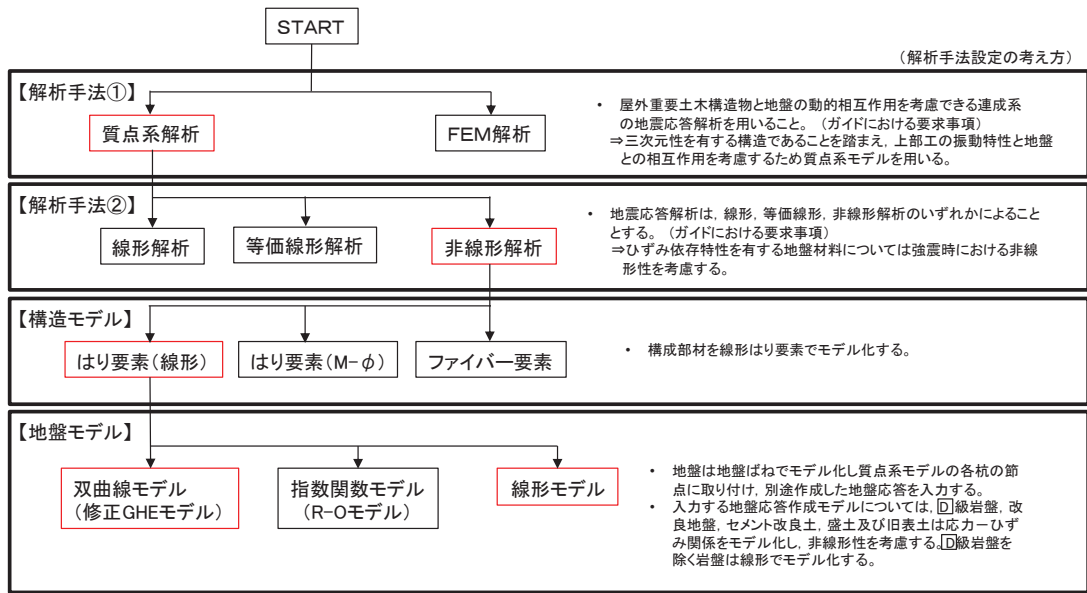 START
（解析手法設定の考え方）
【解析手法①】
質点系解析
FEM解析
・ 屋外重要土木構造物と地盤の動的相互作用を考慮できる連成系
の地震応答解析を用いること。（ガイドにおける要求事項）
⇒三次元性を有する構造であることを踏まえ，上部工の振動特性と地盤
との相互作用を考慮するため質点系モデルを用いる。
【解析手法②】
線形解析
等価線形解析
非線形解析
・ 地震応答解析は，線形，等価線形，非線形解析のいずれかによること
とする。（ガイドにおける要求事項）
⇒ひずみ依存特性を有する地盤材料については強震時における非線
形性を考慮する。
【構造モデル】
はり要素（線形）
はり要素（M-φ）
ファイバー要素
・ 構成部材を線形はり要素でモデル化する。
【地盤モデル】
双曲線モデル
（修正GHEモデル）
指数関数モデル
（R-Oモデル）
線形モデル
・ 地盤は地盤ばねでモデル化し質点系モデルの各杭の節
点に取り付け，別途作成した地盤応答を入力する。
・ 入力する地盤応答作成モデルについては，D級岩盤，改
良地盤，セメント改良土，盛土及び旧表土は応力ーひず
み関係をモデル化し，非線形性を考慮する。D級岩盤を
除く岩盤は線形でモデル化する。